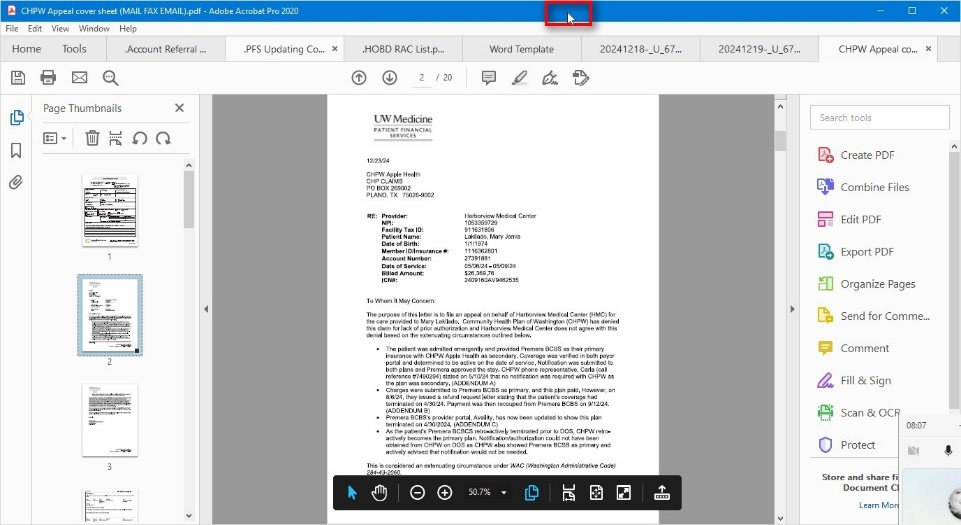 CHPW Appeal cover sheet (MAIL FAX EMAIL).pdf - Adobe Acrobat Pro 2020
File Edit View Window Help
Home Tools .Account Referral ... .PFS Updating Co... × .HOBD RAC List.p... Word Template 20241218-_U_67... 20241219-_U_67... CHPW Appeal co... ×
2 / 20
Page Thumbnails
1
2
3
UW Medicine
PATIENT FINANCIAL
SERVICES
12/23/24
CHPW Apple Health
CHP CLAIMS
PO BOX 269002
PLANO, TX 75026-9002
RE: Provider: Harborview Medical Center
NPI: 1053359729
Facility Tax ID: 911631806
Patient Name: Lakilado, Mary Jamis
Date of Birth: 1/1/1974
Member ID/Insurance #: 1116362801
Account Number: 27391881
Date of Service: 05/06/24 – 05/09/24
Billed Amount: $26,369.76
ICN#: 2409160AV9462535
To Whom It May Concern:
The purpose of this letter is to file an appeal on behalf of Harborview Medical Center (HMC) for
the care provided to Mary Lakilado. Community Health Plan of Washington (CHPW) has denied
this claim for lack of prior authorization and Harborview Medical Center does not agree with this
denial based on the extenuating circumstances outlined below.
• The patient was admitted emergently and provided Premera BCBS as their primary
insurance with CHPW Apple Health as secondary. Coverage was verified in both payor
portal and determined to be active on the date of service. Notification was submitted to
both plans and Premera approved the stay. CHPW phone representative, Carla (call
reference #7490294) stated on 5/10/24 that no notification was required with CHPW as
the plan was secondary. (ADDENDUM A)
• Charges were submitted to Premera BCBS as primary, and this plan paid. However, on
8/6/24, they issued a refund request letter stating that the patient's coverage had
terminated on 4/30/24. Payment was then recouped from Premera BCBS on 9/12/24.
(ADDENDUM B)
• Premera BCBS's provider portal, Availity, has now been updated to show this plan
terminated on 4/30/2024. (ADDENDUM C)
• As the patient's Premera BCBCS retro-actively terminated prior to DOS, CHPW retro-
actively becomes the primary plan. Notification/authorization could not have been
obtained from CHPW on DOS as CHPW also showed Premera BCSB as primary and
actively advised that notification would not be needed.
This is considered an extenuating circumstance under WAC (Washington Administrative Code)
284-43-2060.
50.7%
Search tools
Create PDF
Combine Files
Edit PDF
Export PDF
Organize Pages
Send for Comme...
Comment
Fill & Sign
Scan & OCR
Protect
08:07
Store and share fi
Document Cl
Learn Mor